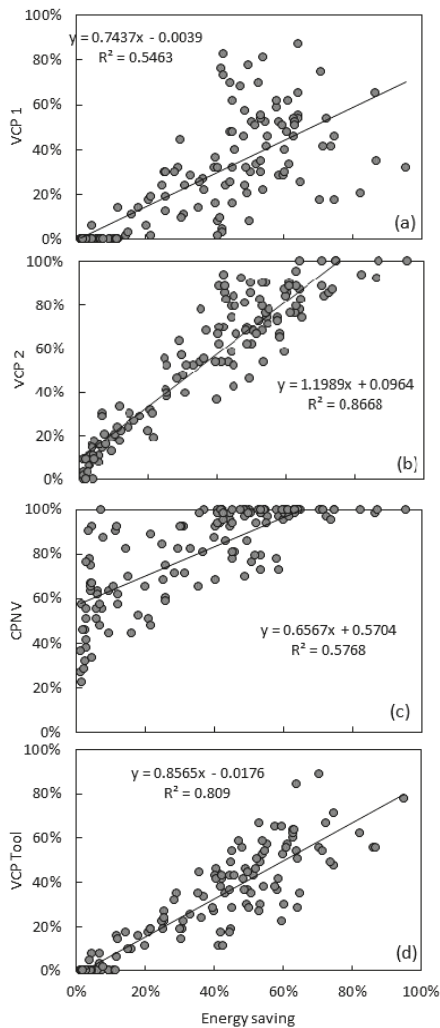 y = 0.7437x - 0.0039
R² = 0.5463
100%
80%
60%
40%
20%
0%
VCP 1
(a)
100%
80%
60%
40%
20%
0%
VCP 2
y = 1.1989x + 0.0964
R² = 0.8668
(b)
100%
80%
60%
40%
20%
0%
CPNV
y = 0.6567x + 0.5704
R² = 0.5768
(c)
100%
80%
60%
40%
20%
0%
VCP Tool
y = 0.8565x - 0.0176
R² = 0.809
(d)
0% 20% 40% 60% 80% 100%
Energy saving